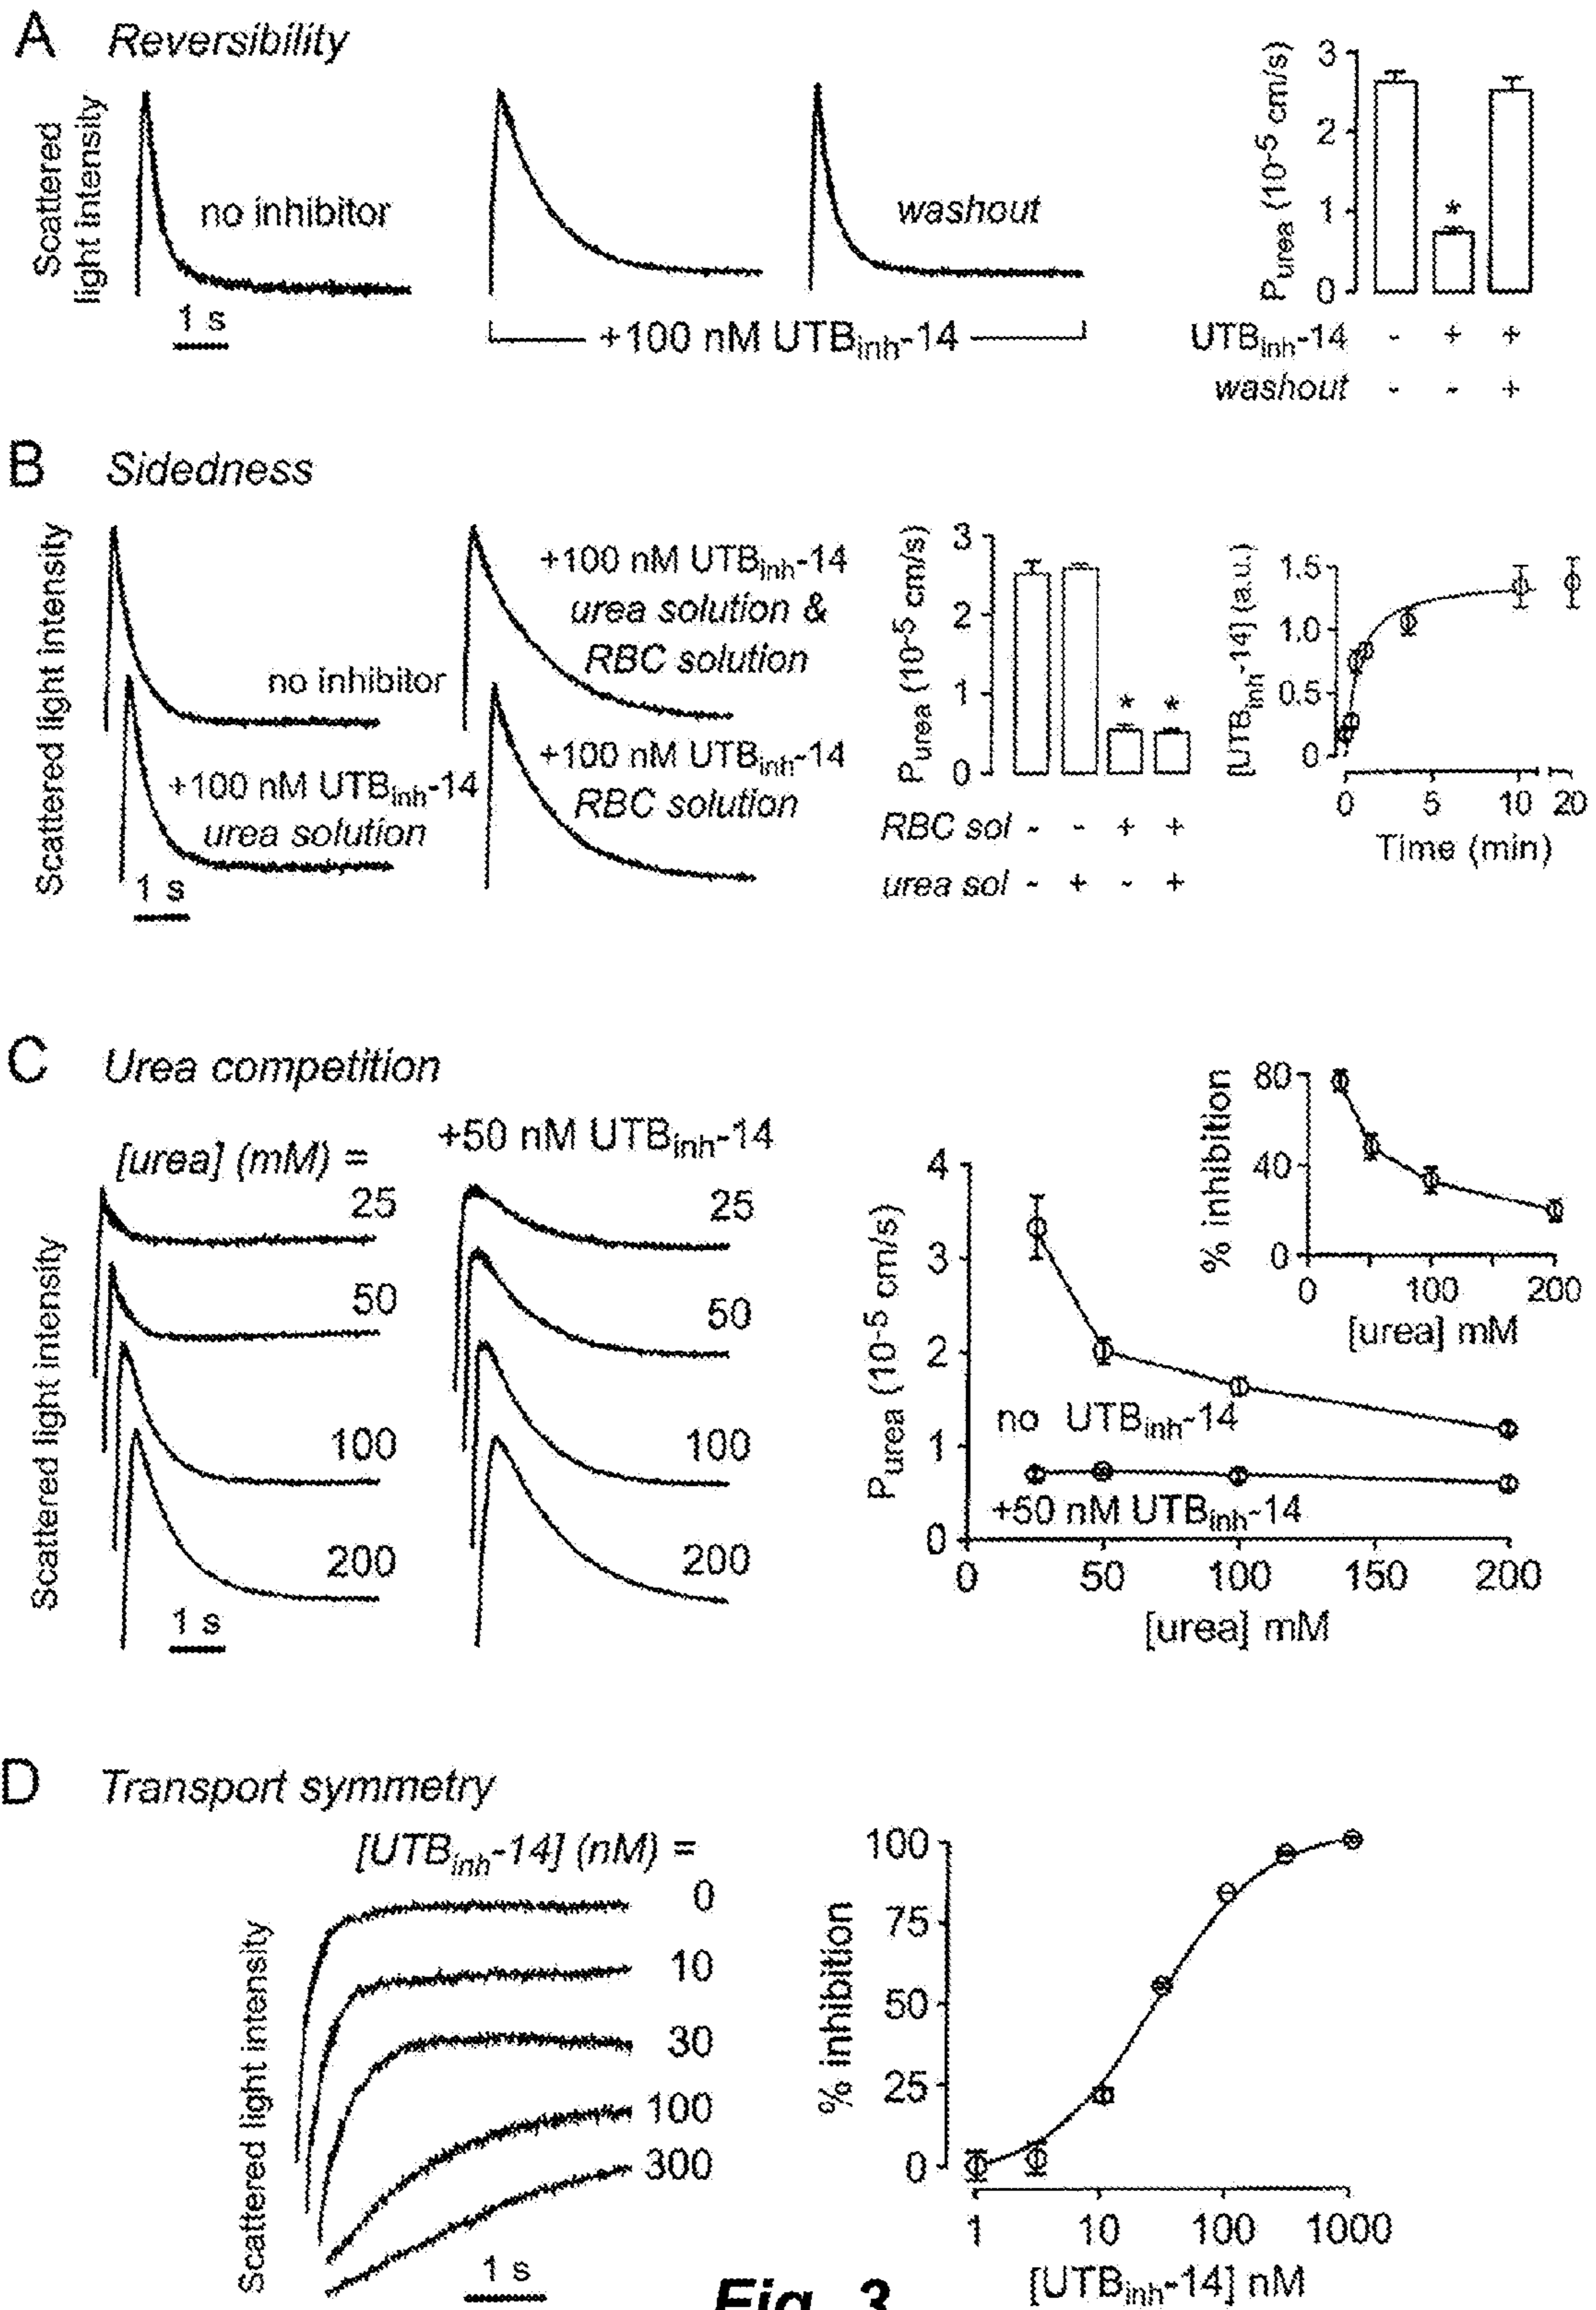 A Reversibility
Scattered
light intensity
no inhibitor
washout
1 s
+100 nM UTBinh-14
Purea (10-5 cm/s)
3
2
1
0
*
UTBinh-14 - + +
washout - - +
B Sidedness
Scattered light intensity
no inhibitor
+100 nM UTBinh-14
urea solution
1 s
+100 nM UTBinh-14
urea solution &
RBC solution
+100 nM UTBinh-14
RBC solution
Purea (10-5 cm/s)
3
2
1
0
* *
RBC sol - - + +
urea sol - + - +
[UTBinh-14] (a.u.)
1.5
1.0
0.5
0
0 5 10 20
Time (min)
C Urea competition
[urea] (mM) =
+50 nM UTBinh-14
Scattered light intensity
25 25
50 50
100 100
200 200
1 s
Purea (10-5 cm/s)
4
3
2
1
0
no UTBinh-14
+50 nM UTBinh-14
0 50 100 150 200
[urea] mM
% inhibition
80
40
0
0 100 200
[urea] mM
D Transport symmetry
[UTBinh-14] (nM) =
Scattered light intensity
0
10
30
100
300
1 s
% inhibition
100
75
50
25
0
1 10 100 1000
[UTBinh-14] nM
Fig. 3